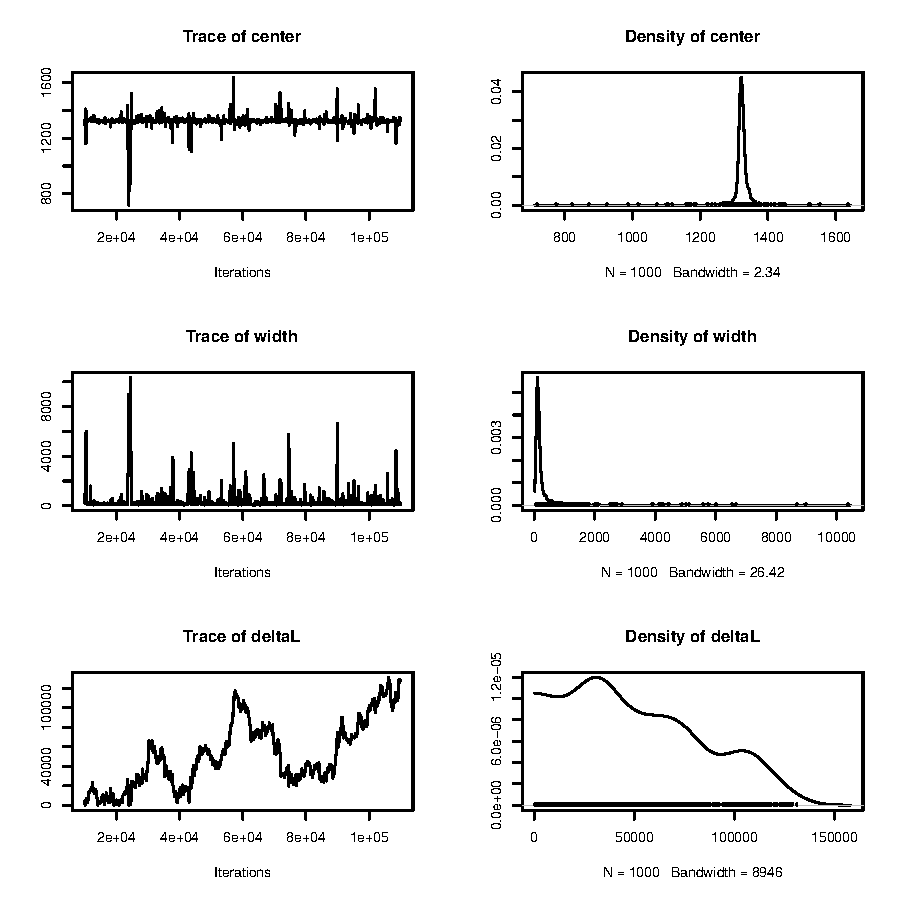 Trace of center
Density of center
800 1200 1600
2e+04 4e+04 6e+04 8e+04 1e+05
Iterations
0.00 0.02 0.04
800 1000 1200 1400 1600
N = 1000 Bandwidth = 2.34
Trace of width
Density of width
0 4000 8000
2e+04 4e+04 6e+04 8e+04 1e+05
Iterations
0.000 0.003
0 2000 4000 6000 8000 10000
N = 1000 Bandwidth = 26.42
Trace of deltaL
Density of deltaL
0 40000 100000
2e+04 4e+04 6e+04 8e+04 1e+05
Iterations
0.0e+00 6.0e-06 1.2e-05
0 50000 100000 150000
N = 1000 Bandwidth = 8946